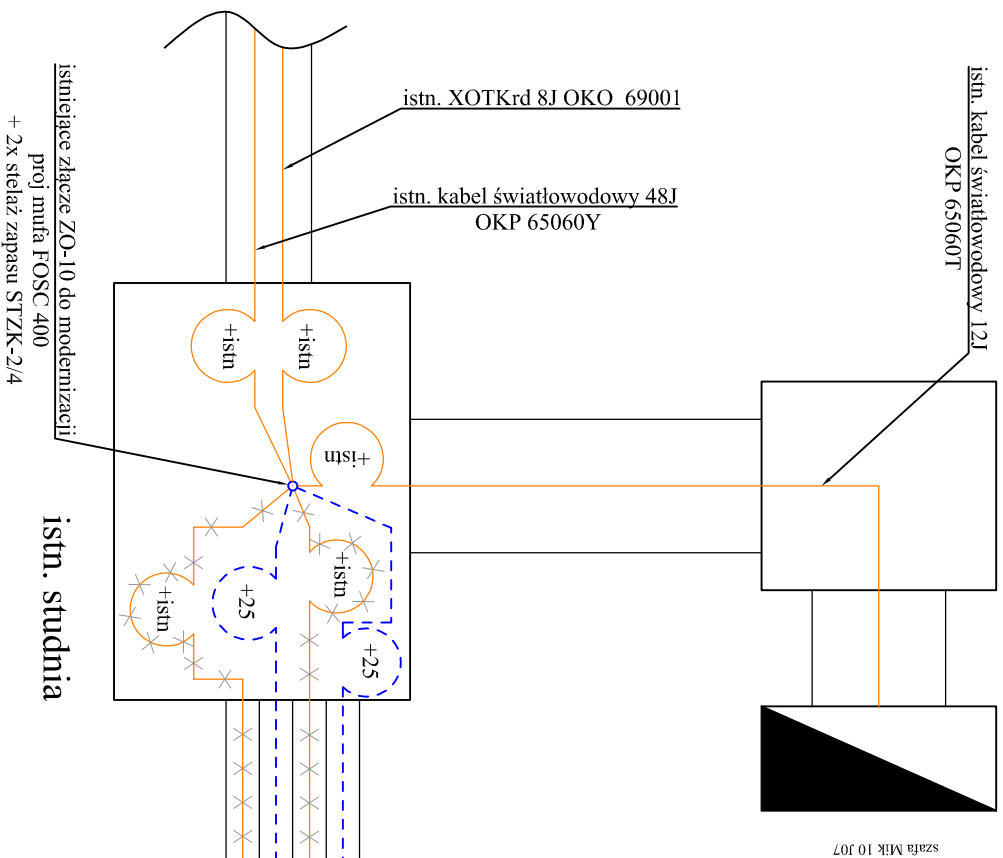 istn. XOTKrd 8J OKO 69001
istn. kabel światłowodowy 48J
OKP 65060Y
istn. kabel światłowodowy 12J
OKP 65060T
istniejące złącze ZO-10 do modernizacji
proj mufa FOSC 400
+ 2x stelaż zapasu STZK-2/4
+istn
+istn
+istn
+istn
+istn
+25
+25
istn. studnia
szafa Mik 10 J07